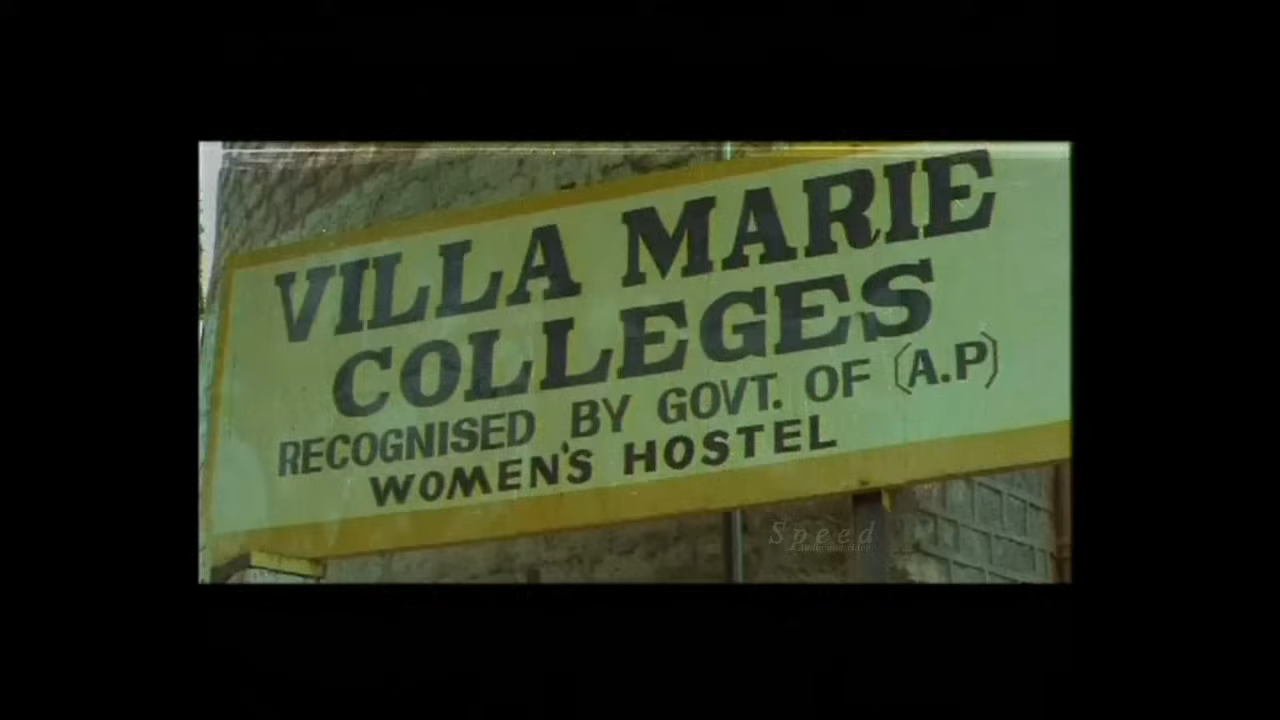 VILLA MARIE
COLLEGES
RECOGNISED BY GOVT. OF (A.P)
WOMEN'S HOSTEL
Speed